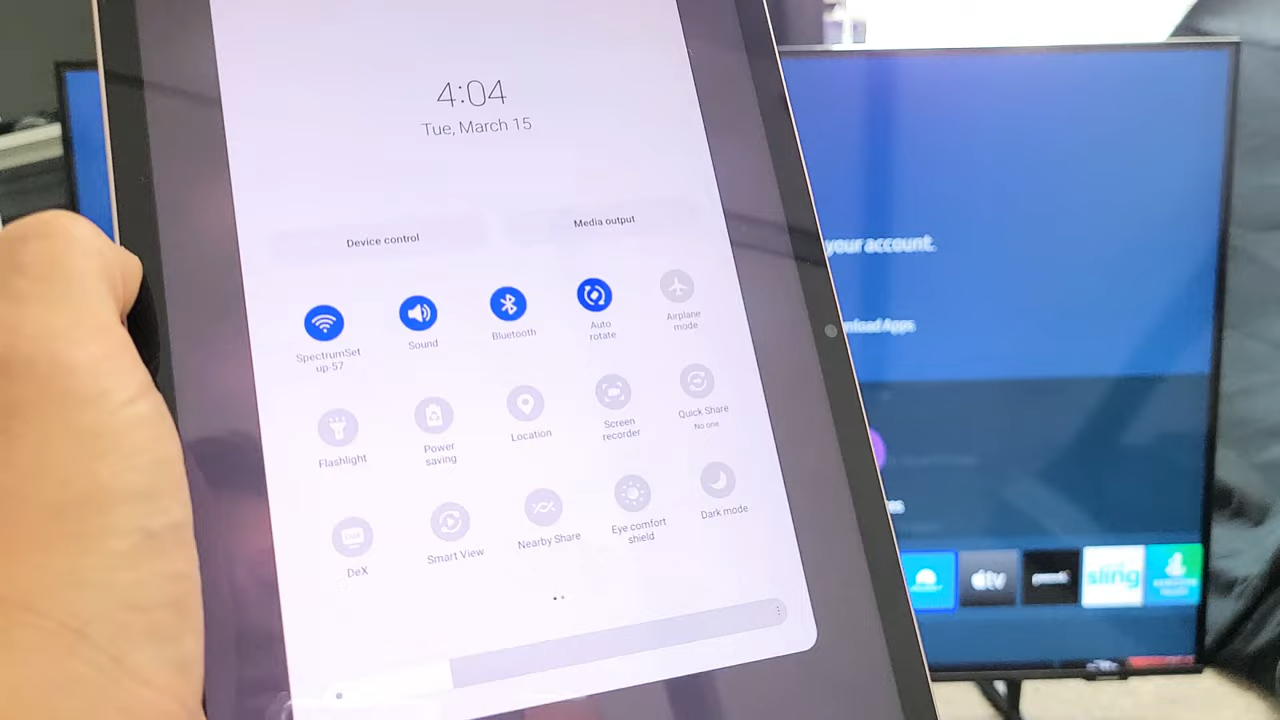 4:04
Tue, March 15
Device control
Media output
SpectrumSet
up-57
Sound
Bluetooth
Auto
rotate
Airplane
mode
Flashlight
Power
saving
Location
Screen
recorder
Quick Share
No one
DeX
Smart View
Nearby Share
Eye comfort
shield
Dark mode
your account.
nload Apps
tv
sling